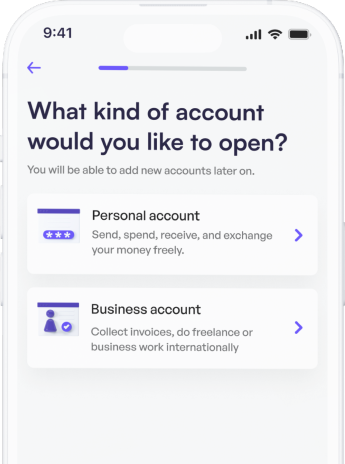 9:41
What kind of account
would you like to open?
You will be able to add new accounts later on.
Personal account
Send, spend, receive, and exchange
your money freely.
Business account
Collect invoices, do freelance or
business work internationally